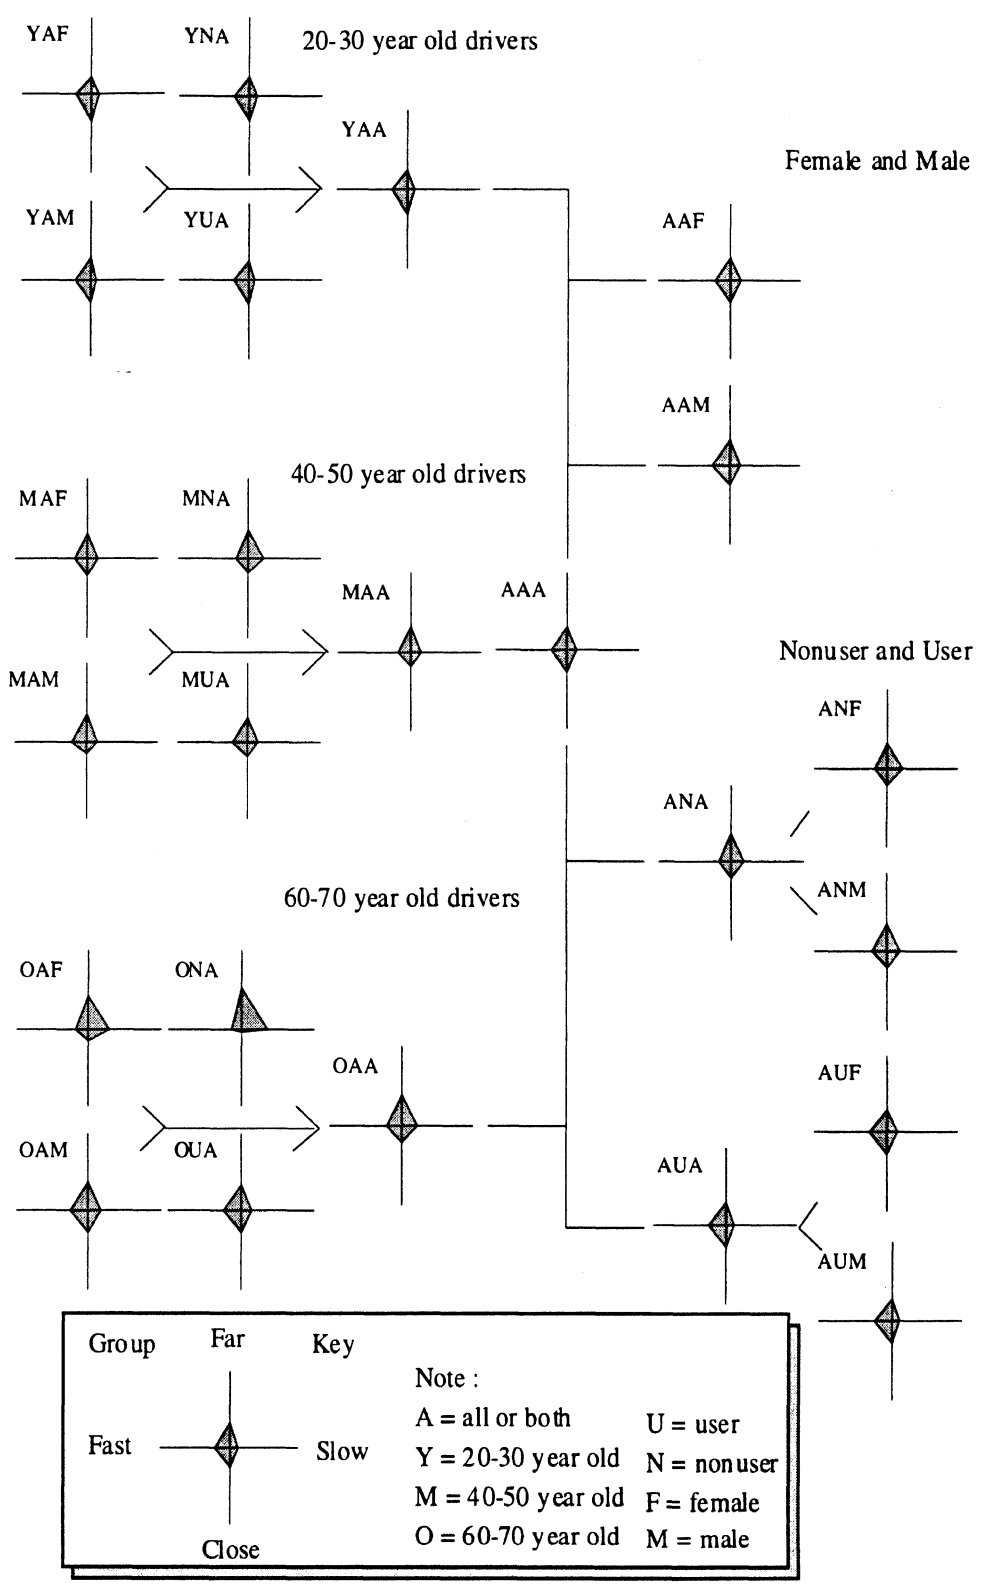 YAF
YNA
20-30 year old drivers
YAA
Female and Male
YAM
YUA
AAF
AAM
40-50 year old drivers
MAF
MNA
MAA
AAA
Nonuser and User
MAM
MUA
ANF
ANA
ANM
60-70 year old drivers
OAF
ONA
OAA
AUF
OAM
OUA
AUA
AUM
Group
Far
Key
Fast
Slow
Close
Note :
A = all or both
Y = 20-30 year old
M = 40-50 year old
O = 60-70 year old
U = user
N = nonuser
F = female
M = male